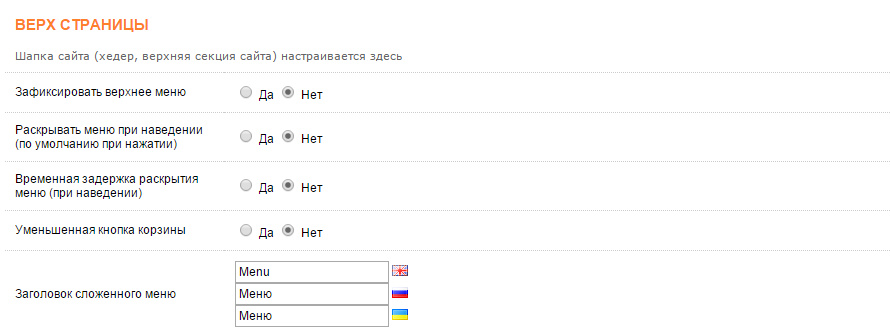 ВЕРХ СТРАНИЦЫ
Шапка сайта (хедер, верхняя секция сайта) настраивается здесь
Зафиксировать верхнее меню Да Нет
Раскрывать меню при наведении
(по умолчанию при нажатии) Да Нет
Временная задержка раскрытия
меню (при наведении) Да Нет
Уменьшенная кнопка корзины Да Нет
Заголовок сложенного меню
Menu
Меню
Меню